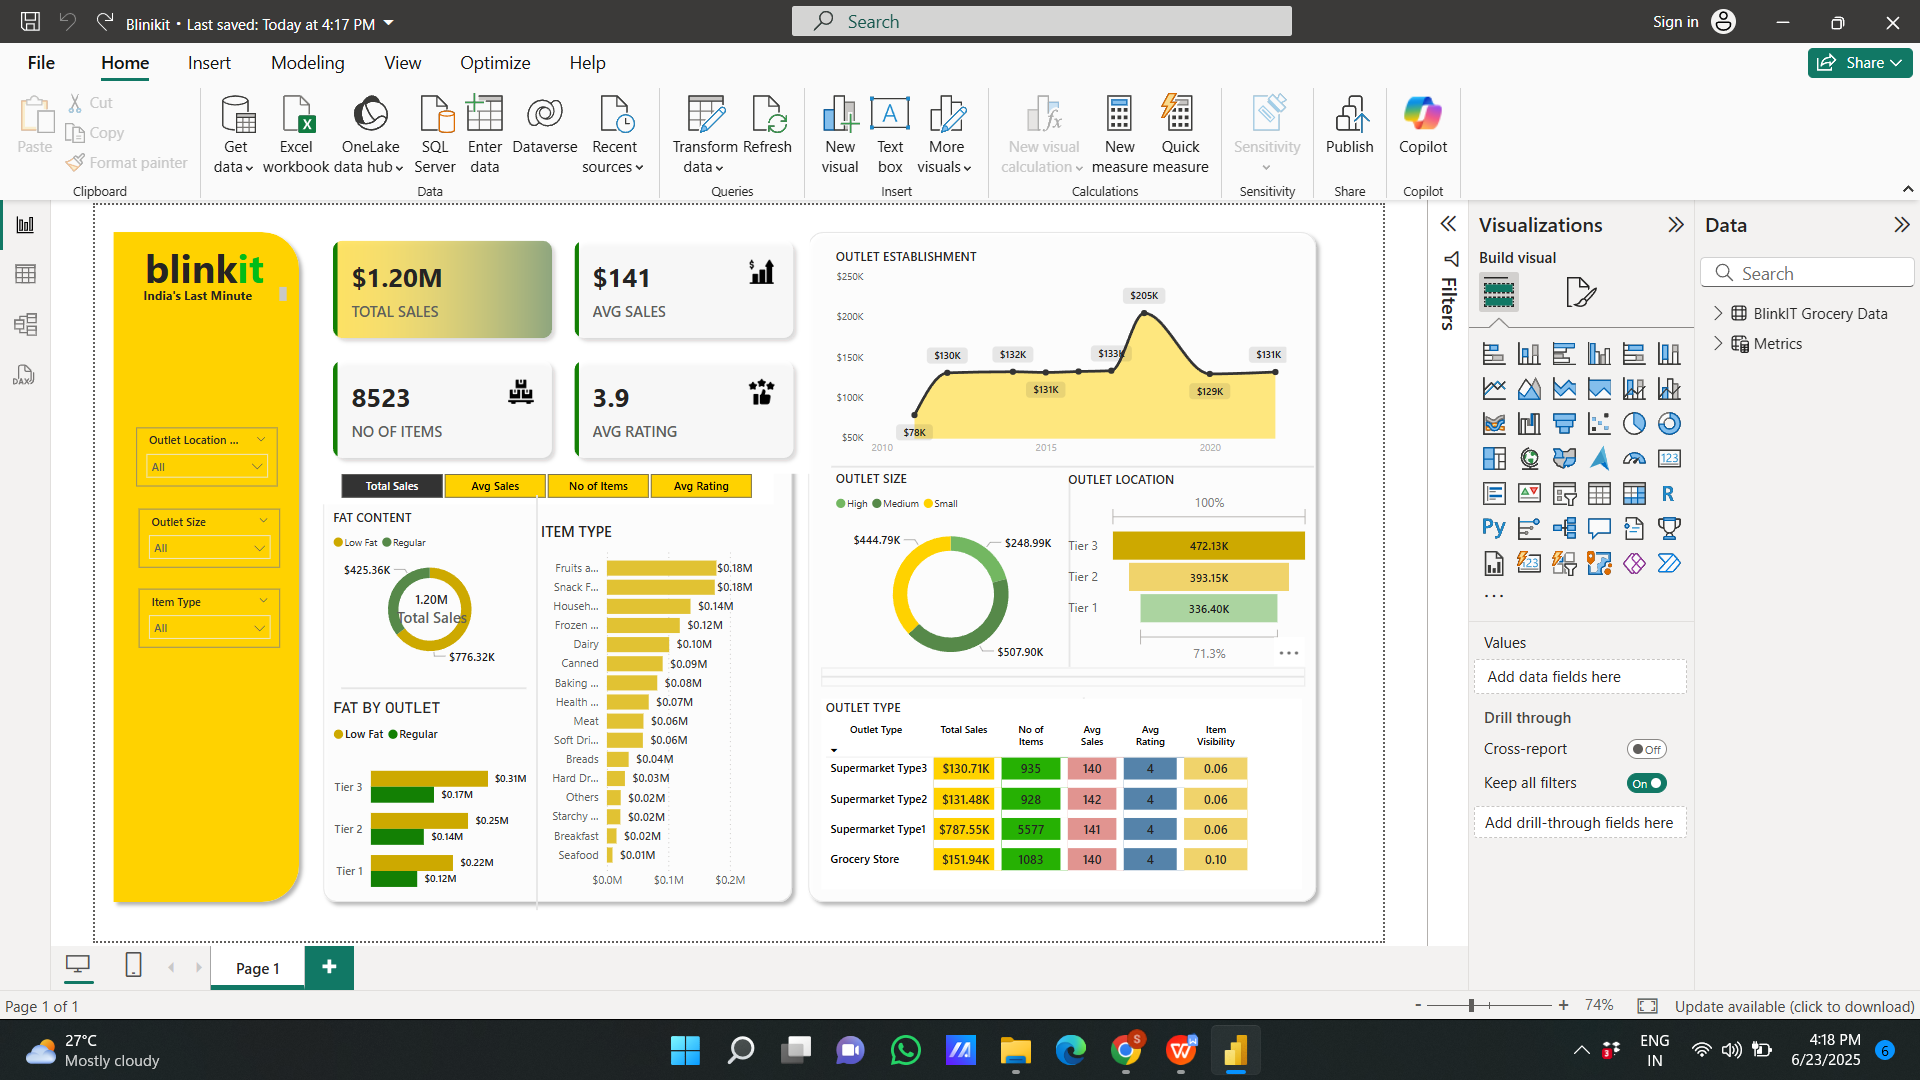 Blinkit • Last saved: Today at 4:17 PM
Search
Sign in
File Home Insert Modeling View Optimize Help
Share
Paste
Cut
Copy
Format painter
Clipboard
Get data
Excel workbook
OneLake data hub
SQL Server
Enter data
Dataverse
Recent sources
Data
Transform data
Refresh
Queries
New visual
Text box
More visuals
Insert
New visual calculation
New measure
Quick measure
Calculations
Sensitivity
Sensitivity
Publish
Share
Copilot
Copilot
DAX
blinkit
India's Last Minute
Outlet Location ...
All
Outlet Size
All
Item Type
All
$1.20M
TOTAL SALES
$141
AVG SALES
8523
NO OF ITEMS
3.9
AVG RATING
Total Sales Avg Sales No of Items Avg Rating
FAT CONTENT
Low Fat Regular
$425.36K
1.20M
Total Sales
$776.32K
FAT BY OUTLET
Low Fat Regular
Tier 3 $0.31M
$0.17M
Tier 2 $0.25M
$0.14M
Tier 1 $0.22M
$0.12M
ITEM TYPE
Fruits a... $0.18M
Snack F... $0.18M
Househ... $0.14M
Frozen ... $0.12M
Dairy $0.10M
Canned $0.09M
Baking ... $0.08M
Health ... $0.07M
Meat $0.06M
Soft Dri... $0.06M
Breads $0.04M
Hard Dr... $0.03M
Others $0.02M
Starchy ... $0.02M
Breakfast $0.02M
Seafood $0.01M
$0.0M $0.1M $0.2M
OUTLET ESTABLISHMENT
$250K
$200K
$150K
$100K
$50K
$78K
$130K
$132K
$131K
$133K
$205K
$129K
$131K
2010 2015 2020
OUTLET SIZE
High Medium Small
$444.79K
$248.99K
$507.90K
OUTLET LOCATION
100%
Tier 3 472.13K
Tier 2 393.15K
Tier 1 336.40K
71.3%
OUTLET TYPE
Outlet Type Total Sales No of Items Avg Sales Avg Rating Item Visibility
Supermarket Type3 $130.71K 935 140 4 0.06
Supermarket Type2 $131.48K 928 142 4 0.06
Supermarket Type1 $787.55K 5577 141 4 0.06
Grocery Store $151.94K 1083 140 4 0.10
Filters
Visualizations
Build visual
123
R
Py
123
...
Values
Add data fields here
Drill through
Cross-report Off
Keep all filters On
Add drill-through fields here
Data
Search
BlinkIT Grocery Data
Metrics
Page 1
+
Page 1 of 1
- + 74%
Update available (click to download)
27°C
Mostly cloudy
S
W
3
ENG
IN
4:18 PM
6/23/2025
6